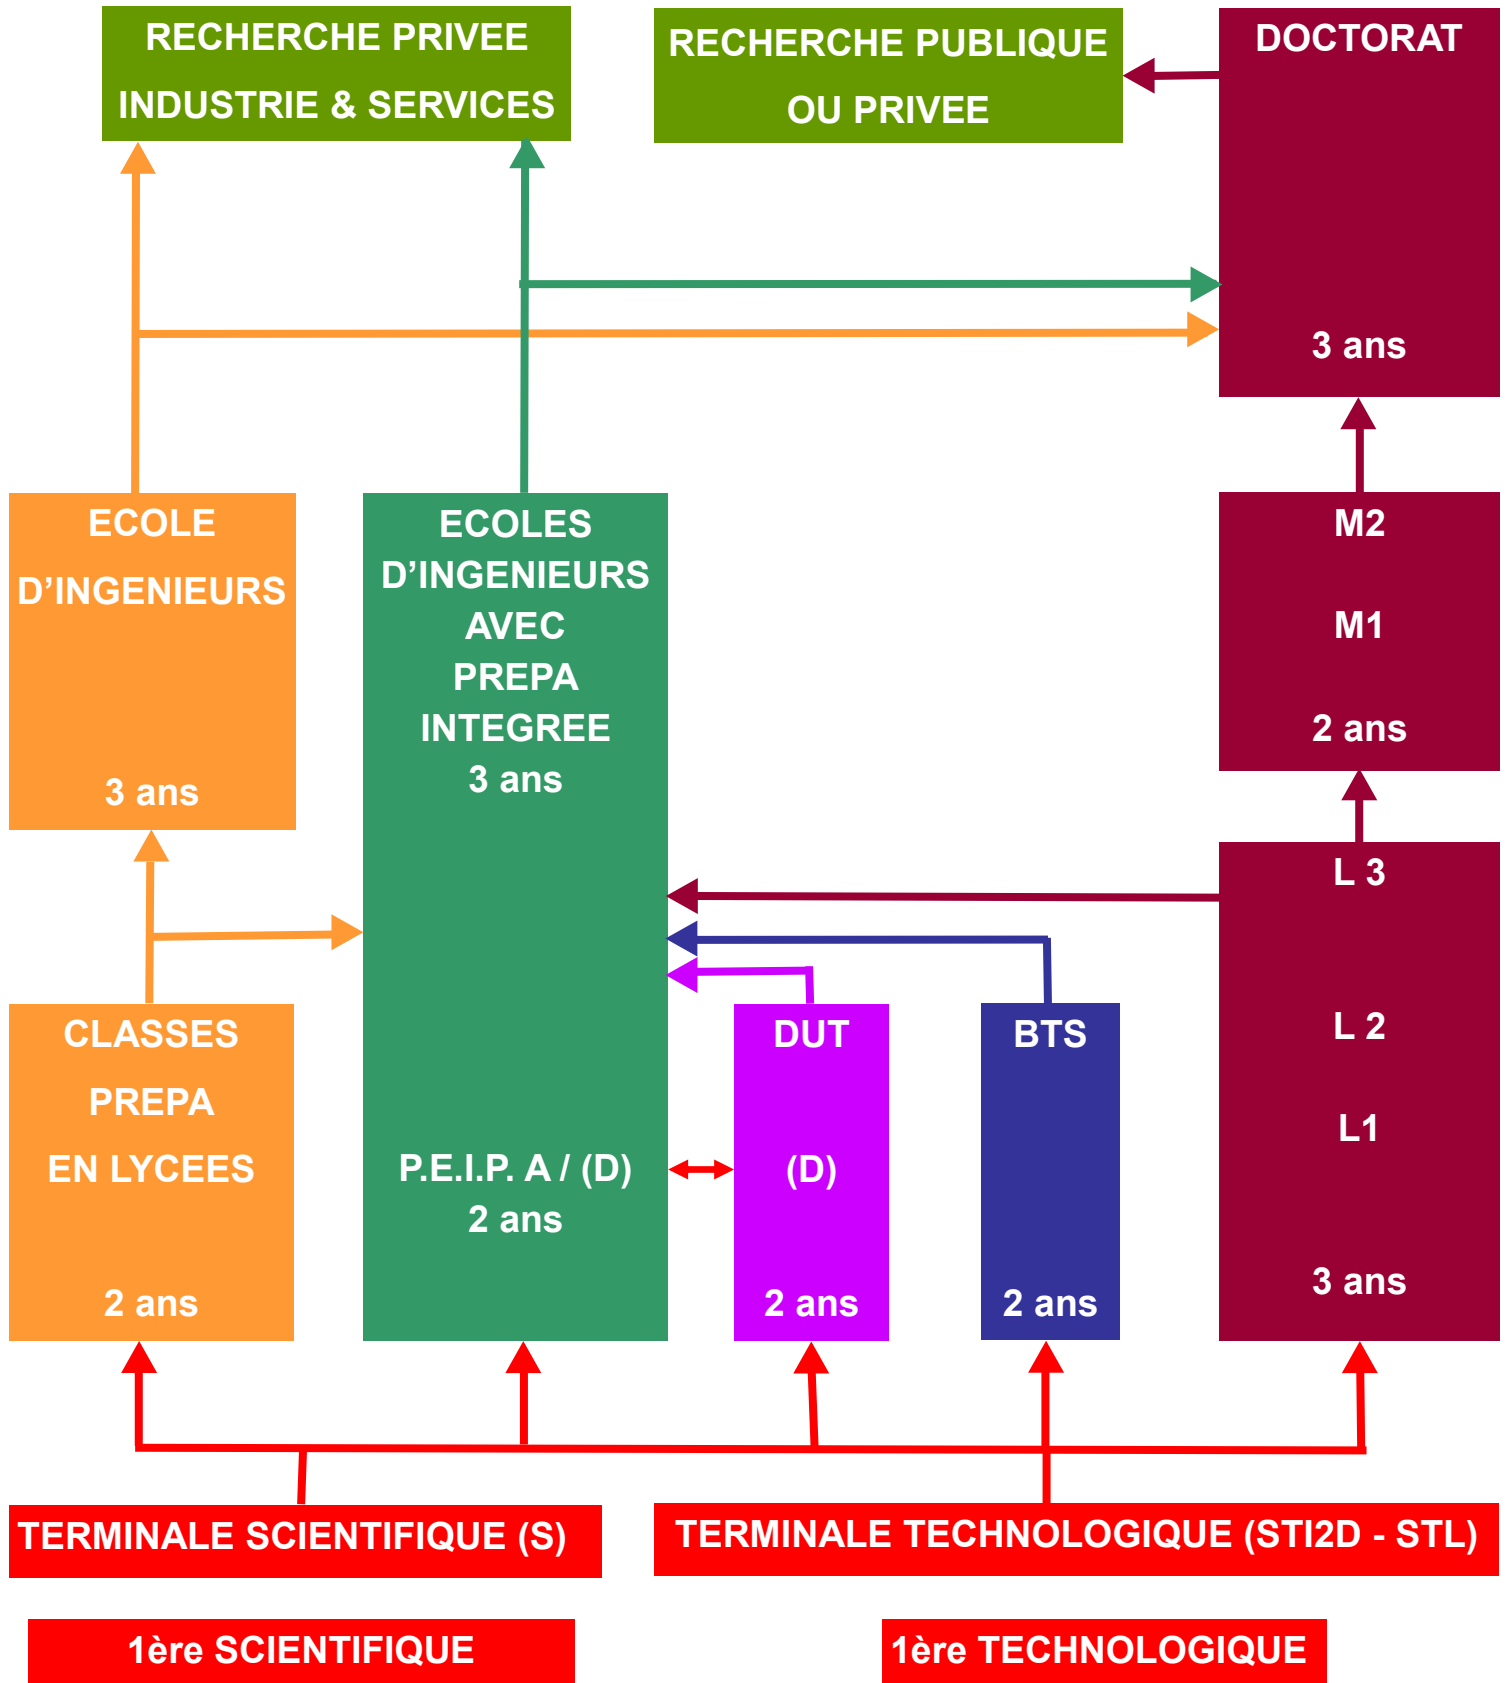 RECHERCHE PRIVEE
INDUSTRIE & SERVICES
RECHERCHE PUBLIQUE
OU PRIVEE
DOCTORAT
3 ans
ECOLE
D’INGENIEURS
3 ans
ECOLES
D’INGENIEURS
AVEC
PREPA
INTEGREE
3 ans
P.E.I.P. A / (D)
2 ans
M2
M1
2 ans
CLASSES
PREPA
EN LYCEES
2 ans
DUT
(D)
2 ans
BTS
2 ans
L 3
L 2
L1
3 ans
TERMINALE SCIENTIFIQUE (S)
TERMINALE TECHNOLOGIQUE (STI2D - STL)
1ère SCIENTIFIQUE
1ère TECHNOLOGIQUE